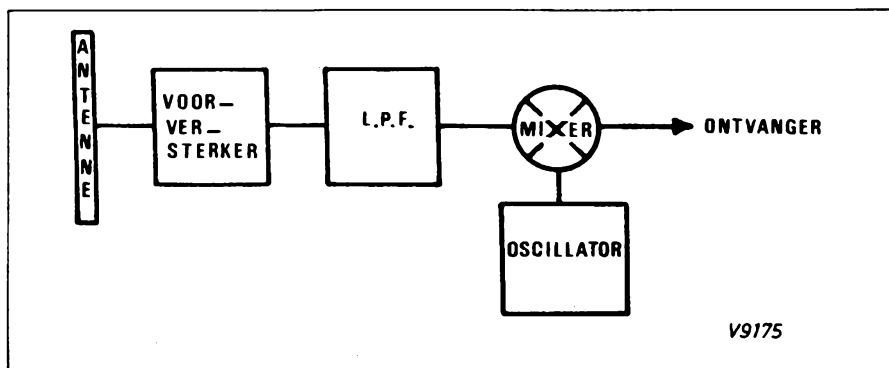 ANTENNE
VOOR-
VER-
STERKER
L.P.F.
MIXER
ONTVANGER
OSCILLATOR
V9175